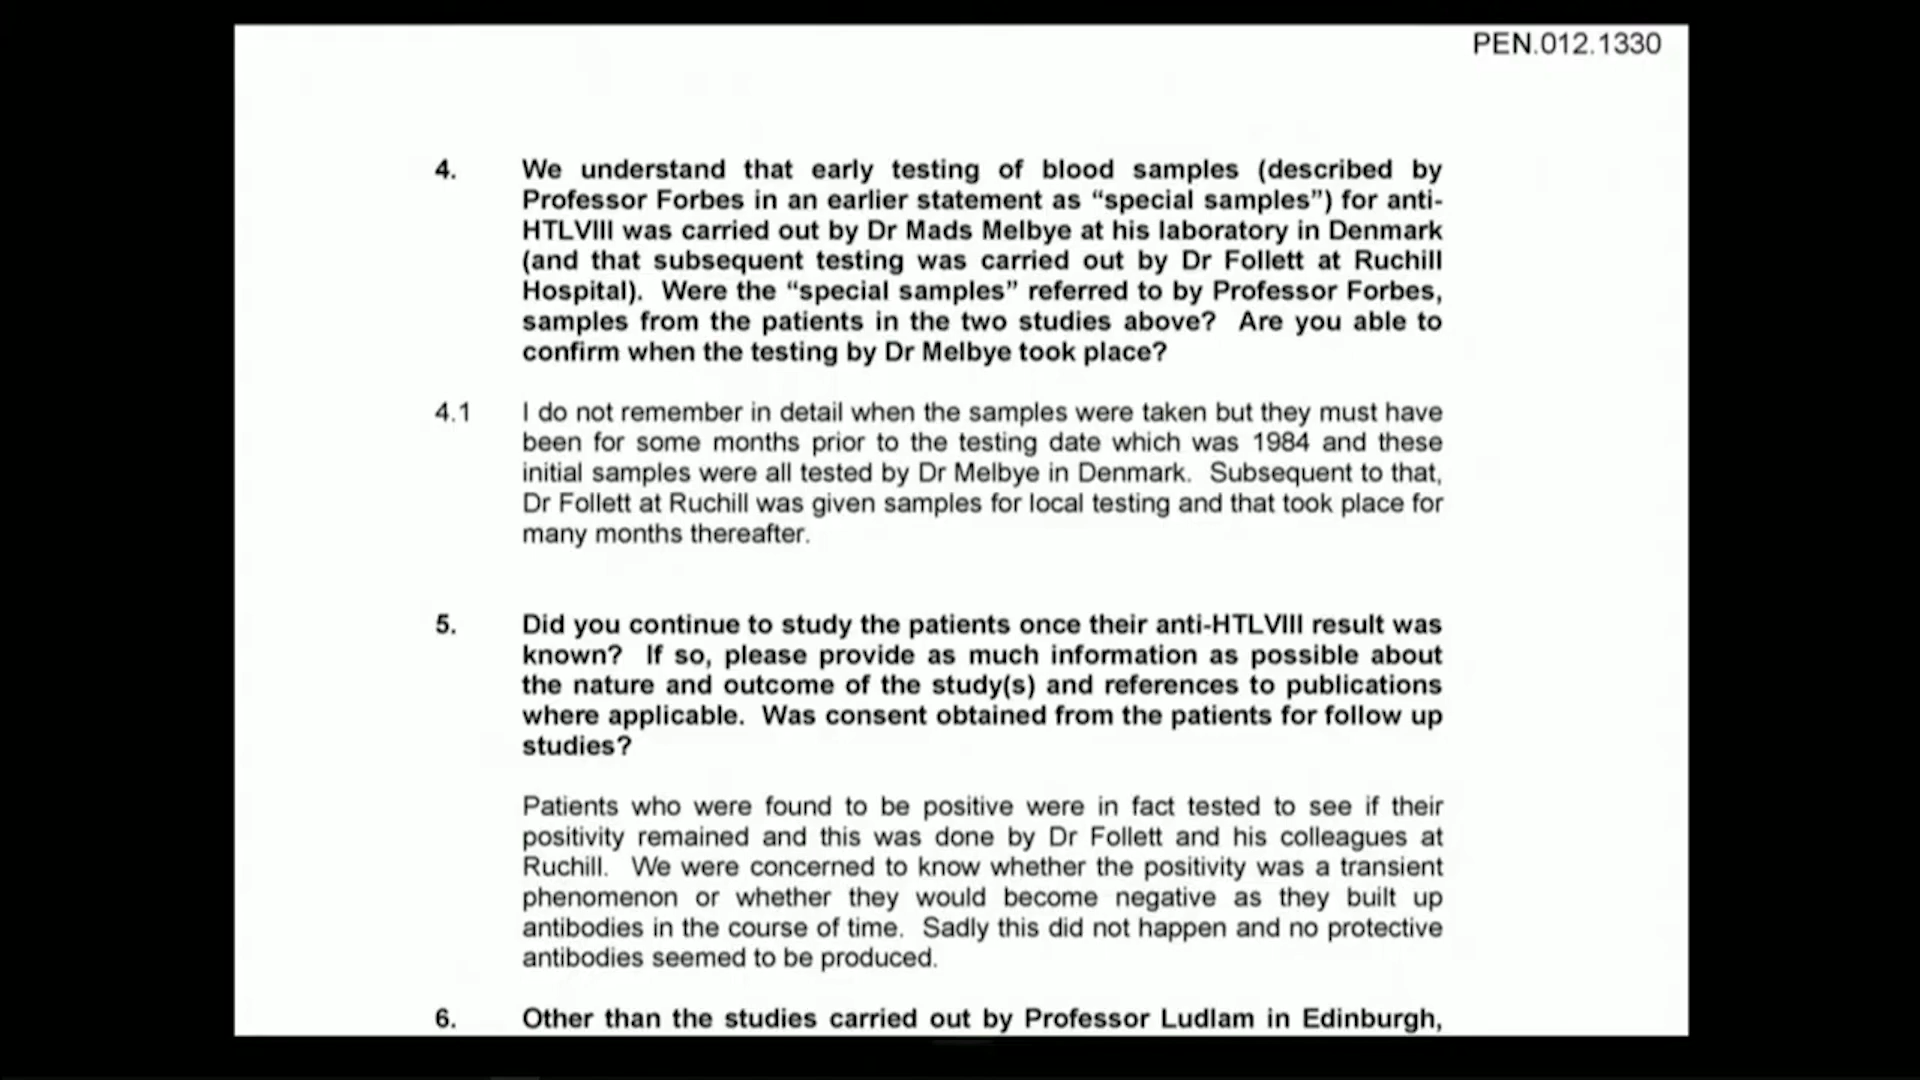 PEN.012.1330
4. We understand that early testing of blood samples (described by
Professor Forbes in an earlier statement as “special samples”) for anti-
HTLVIII was carried out by Dr Mads Melbye at his laboratory in Denmark
(and that subsequent testing was carried out by Dr Follett at Ruchill
Hospital). Were the “special samples” referred to by Professor Forbes,
samples from the patients in the two studies above? Are you able to
confirm when the testing by Dr Melbye took place?
4.1 I do not remember in detail when the samples were taken but they must have
been for some months prior to the testing date which was 1984 and these
initial samples were all tested by Dr Melbye in Denmark. Subsequent to that,
Dr Follett at Ruchill was given samples for local testing and that took place for
many months thereafter.
5. Did you continue to study the patients once their anti-HTLVIII result was
known? If so, please provide as much information as possible about
the nature and outcome of the study(s) and references to publications
where applicable. Was consent obtained from the patients for follow up
studies?
Patients who were found to be positive were in fact tested to see if their
positivity remained and this was done by Dr Follett and his colleagues at
Ruchill. We were concerned to know whether the positivity was a transient
phenomenon or whether they would become negative as they built up
antibodies in the course of time. Sadly this did not happen and no protective
antibodies seemed to be produced.
6. Other than the studies carried out by Professor Ludlam in Edinburgh,